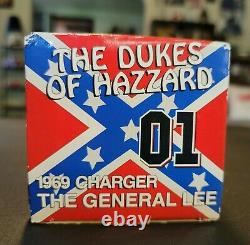 THE DUKES
OF HAZZARD
01
1969 CHARGER
THE GENERAL LEE